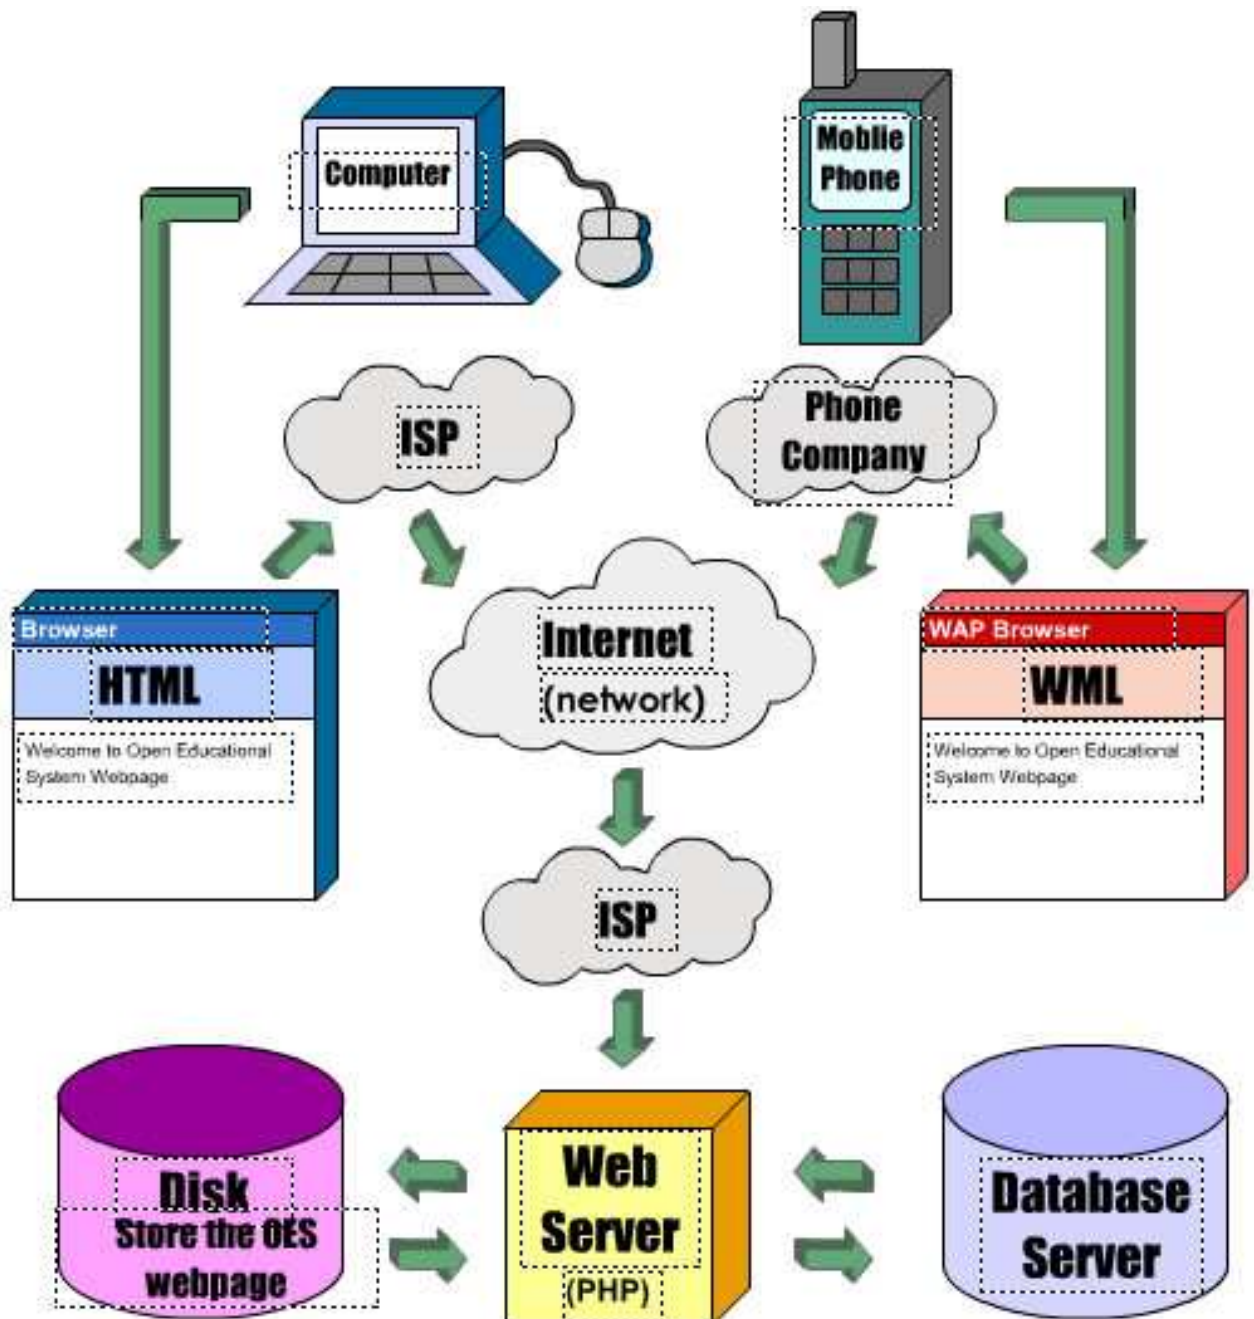 Computer
Moblie
Phone
ISP
Phone
Company
Browser
HTML
Welcome to Open Educational
System Webpage
Internet
(network)
WAP Browser
WML
Welcome to Open Educational
System Webpage
ISP
Disk
Store the OES
webpage
Web
Server
(PHP)
Database
Server